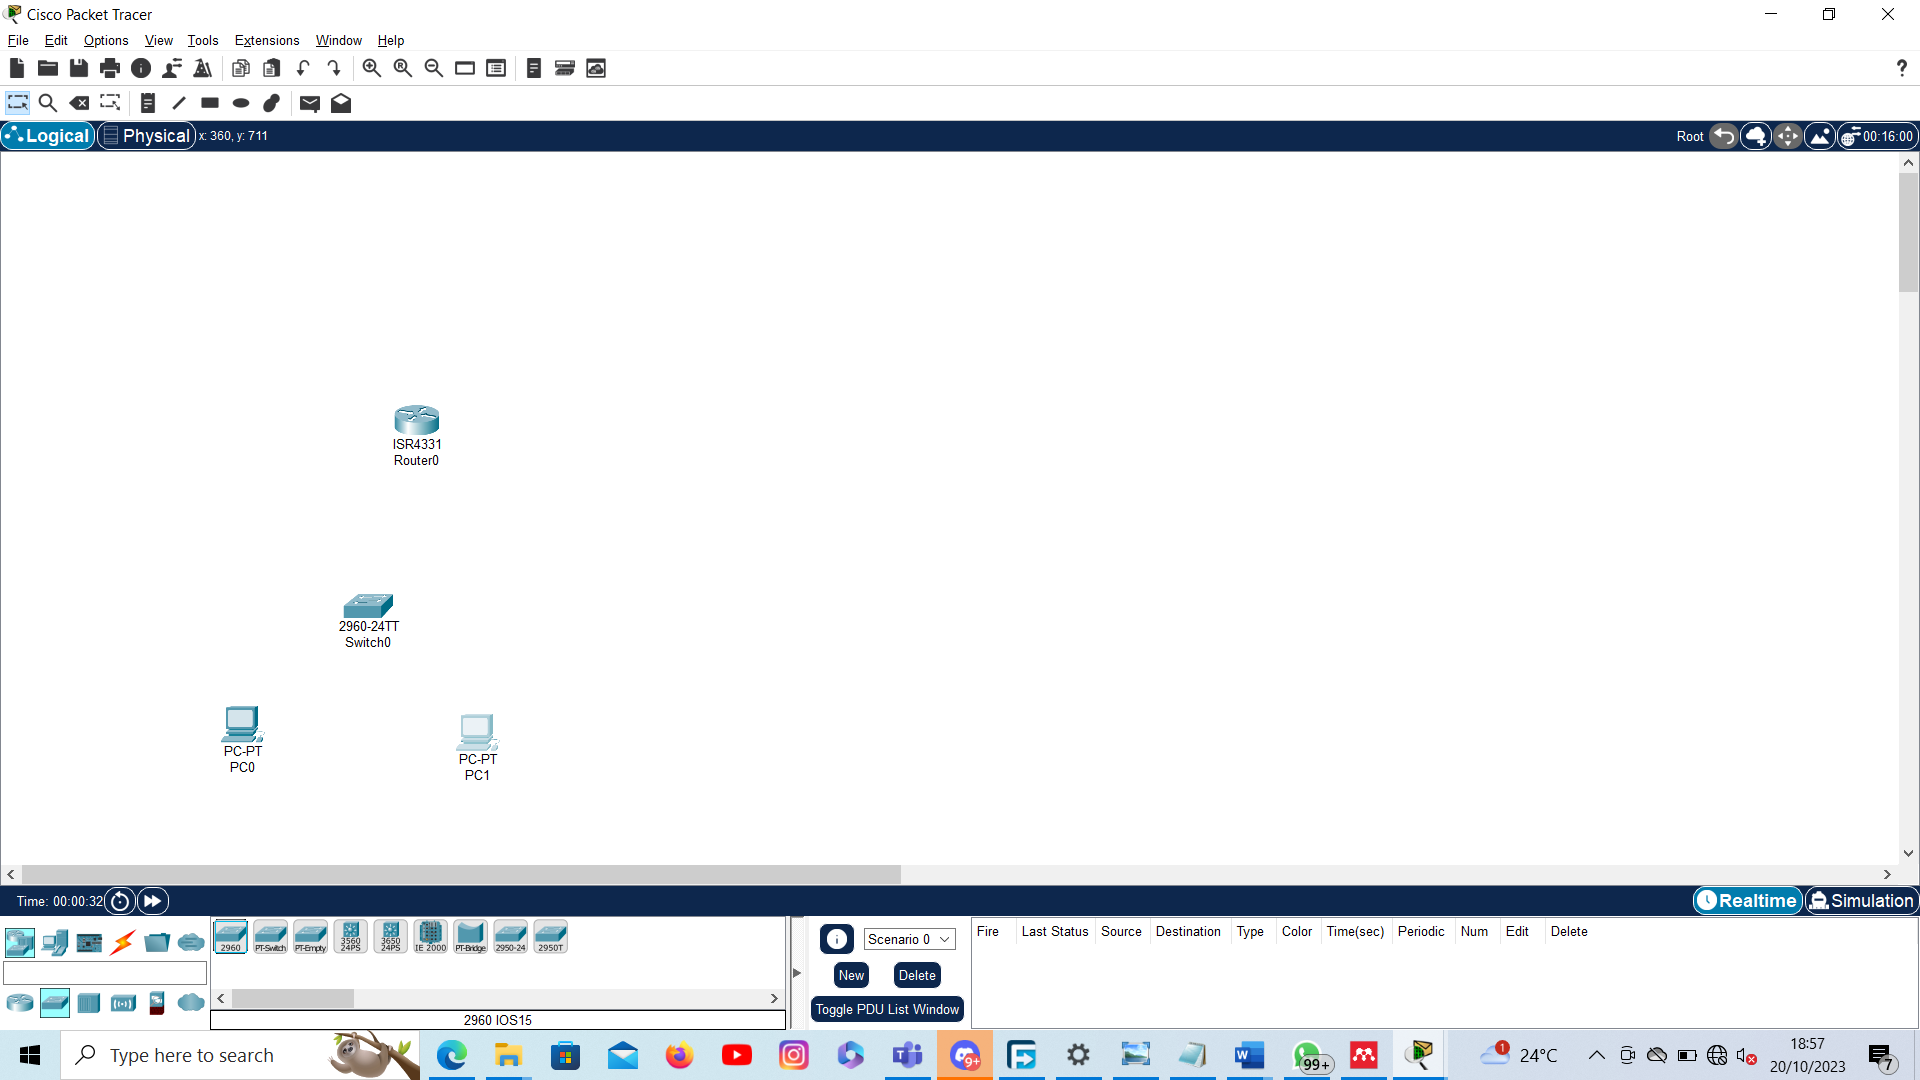 Cisco Packet Tracer
File Edit Options View Tools Extensions Window Help
?
Logical Physical x: 360, y: 711 Root 00:16:00
ISR4331
Router0
2960-24TT
Switch0
PC-PT
PC0
PC-PT
PC1
Time: 00:00:32 Realtime Simulation
2960 PT-Switch PT-Empty 3560 24PS 3650 24PS IE 2000 PT-Bridge 2950-24 2950T
2960 IOS15
Scenario 0
New Delete
Toggle PDU List Window
Fire Last Status Source Destination Type Color Time(sec) Periodic Num Edit Delete
Type here to search
9+
99+
1
24°C
18:57
20/10/2023
7